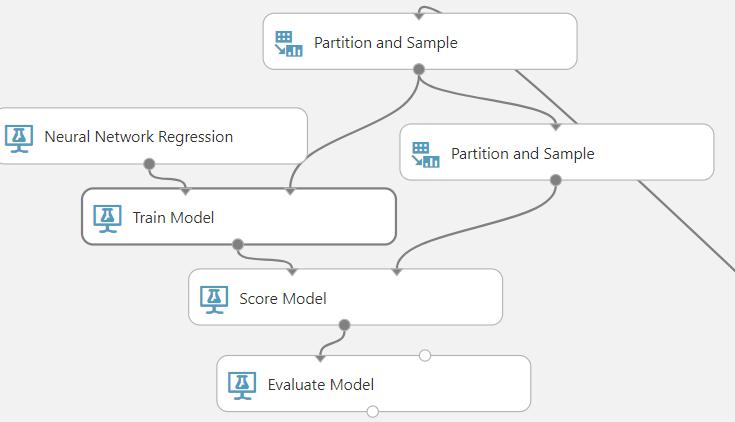 Partition and Sample
Neural Network Regression
Partition and Sample
Train Model
Score Model
Evaluate Model